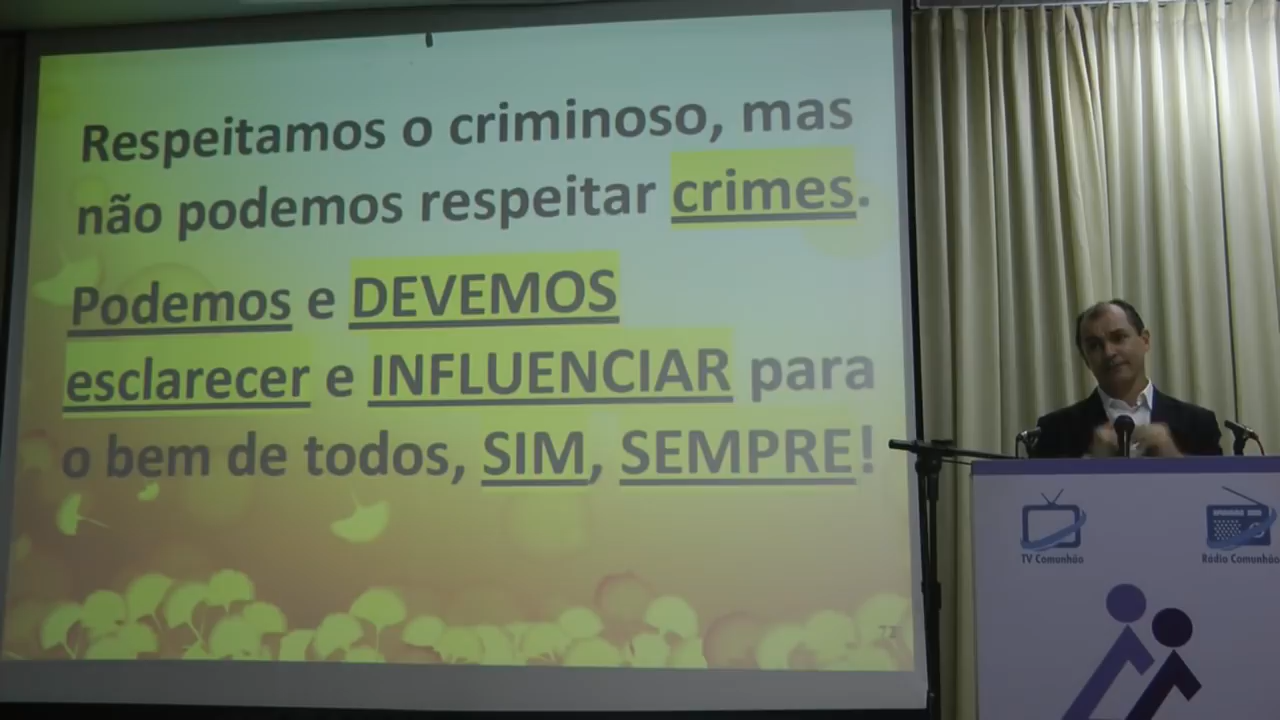 Respeitamos o criminoso, mas
não podemos respeitar crimes.
Podemos e DEVEMOS
esclarecer e INFLUENCIAR para
o bem de todos, SIM, SEMPRE!
72
TV Comunhão
Rádio Comunhão